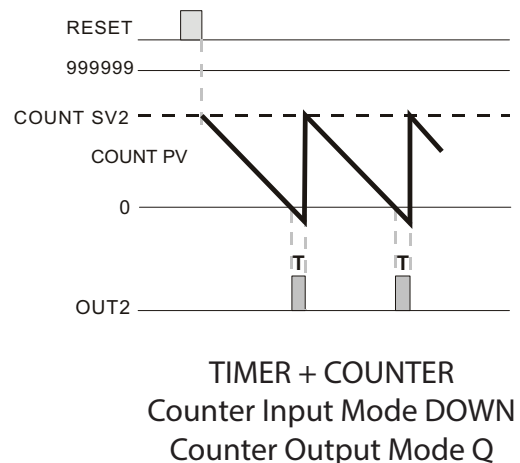 RESET
999999
COUNT SV2
COUNT PV
0
T T
OUT2
TIMER + COUNTER
Counter Input Mode DOWN
Counter Output Mode Q